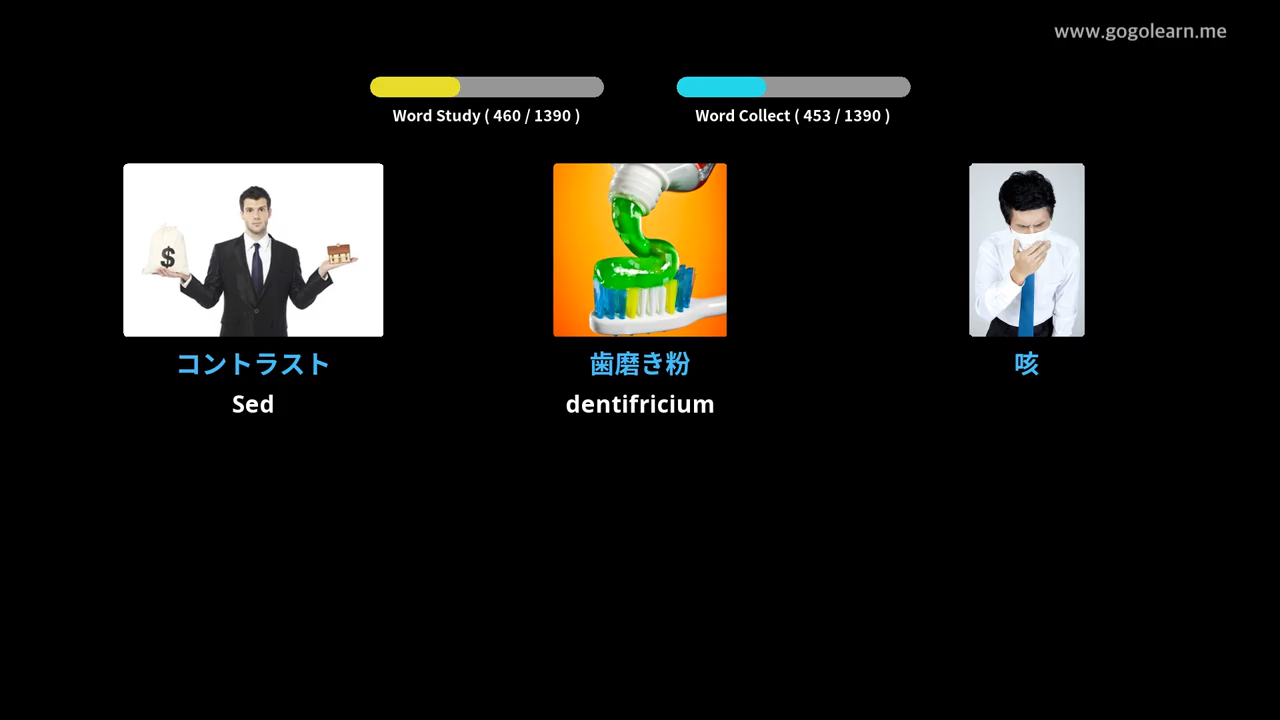 www.gogolearn.me
Word Study ( 460 / 1390 )
Word Collect ( 453 / 1390 )
$
コントラスト
歯磨き粉
咳
Sed
dentifricium